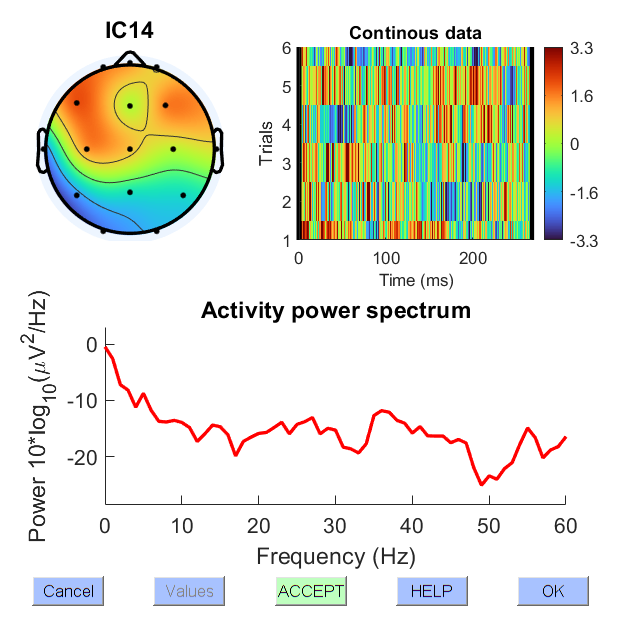 IC14
Continous data
Trials
6
5
4
3
2
1
0
100
200
Time (ms)
3.3
1.6
0
-1.6
-3.3
Activity power spectrum
Power 10*log10(μV2/Hz)
0
-10
-20
0
10
20
30
40
50
60
Frequency (Hz)
Cancel
Values
ACCEPT
HELP
OK